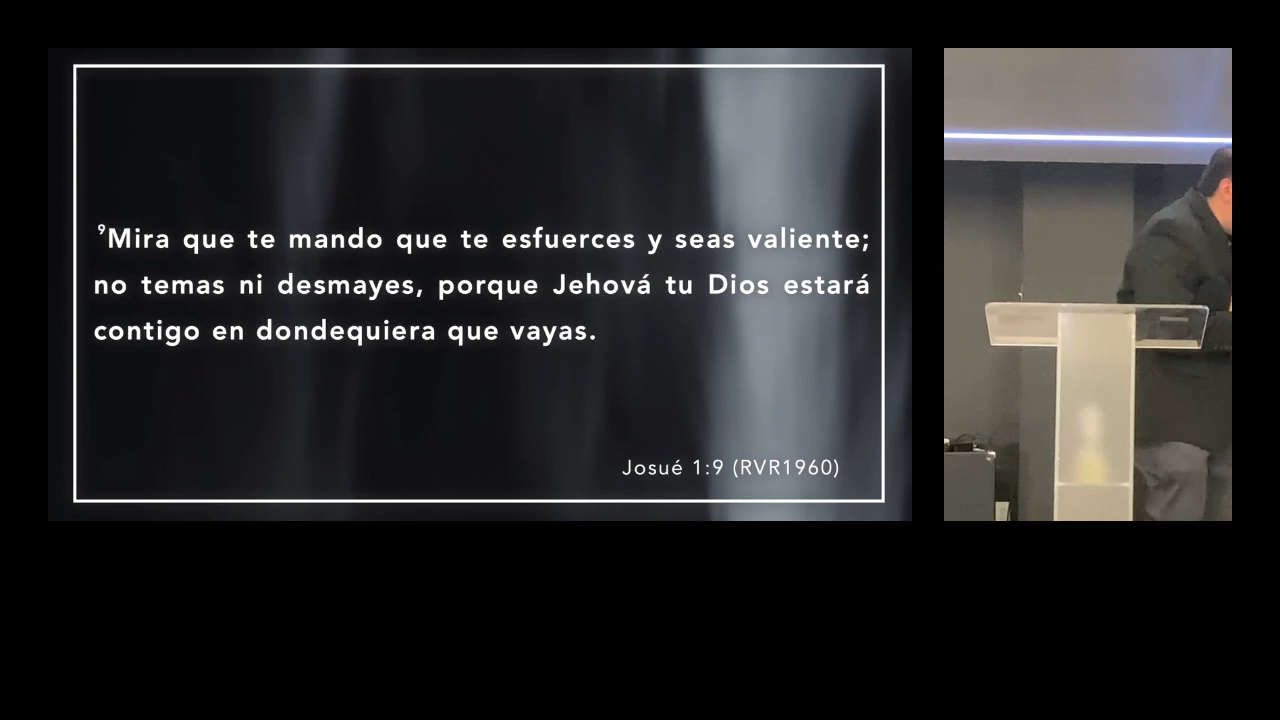 ⁹Mira que te mando que te esfuerces y seas valiente;
no temas ni desmayes, porque Jehová tu Dios estará
contigo en dondequiera que vayas.
Josué 1:9 (RVR1960)